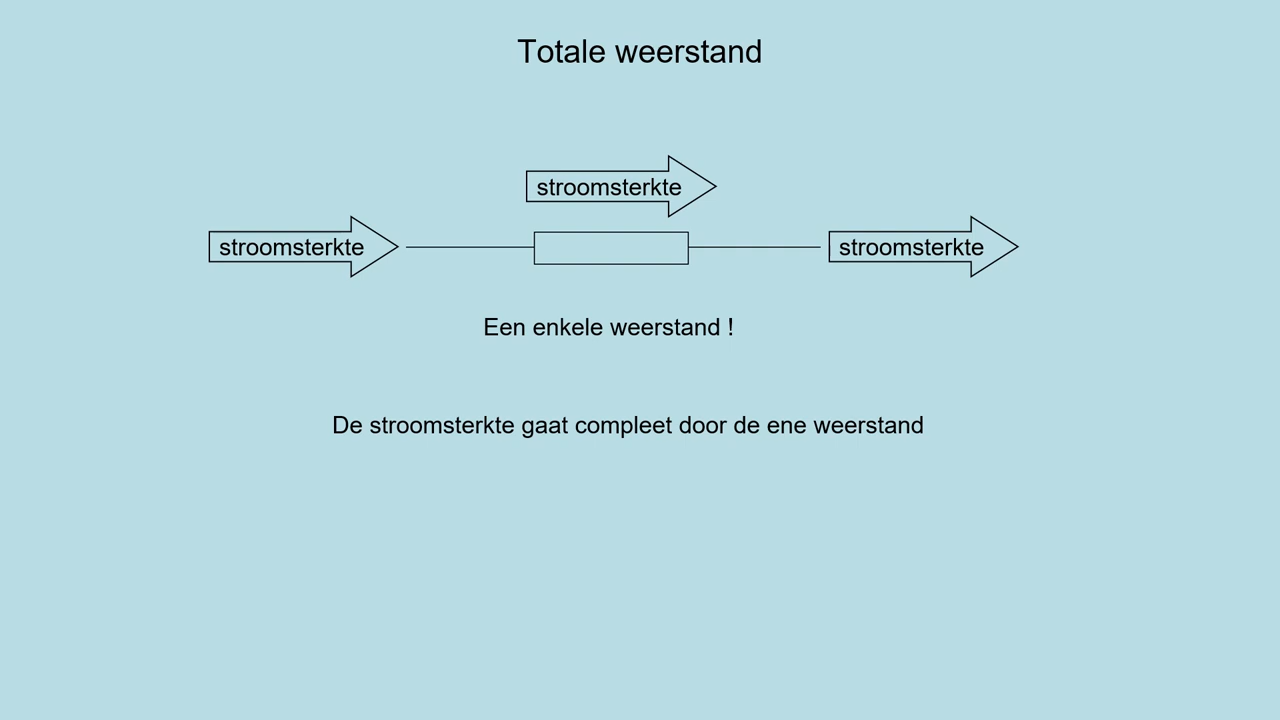 Totale weerstand
stroomsterkte
stroomsterkte
stroomsterkte
Een enkele weerstand !
De stroomsterkte gaat compleet door de ene weerstand